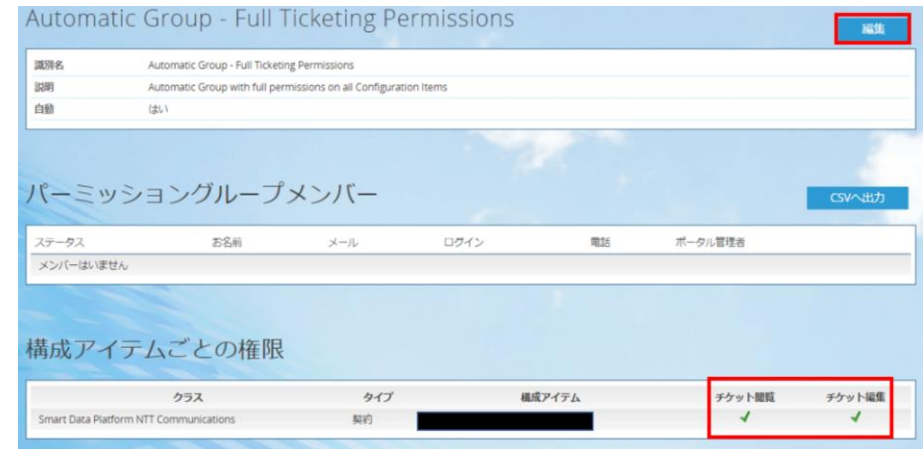 Automatic Group - Full Ticketing Permissions
編集
識別名 Automatic Group - Full Ticketing Permissions
説明 Automatic Group with full permissions on all Configuration Items
自動 はい
パーミッショングループメンバー
CSVへ出力
ステータス お名前 メール ログイン 電話 ポータル管理者
メンバーはいません
構成アイテムごとの権限
クラス タイプ 構成アイテム チケット閲覧 チケット編集
Smart Data Platform NTT Communications 契約 ✓ ✓